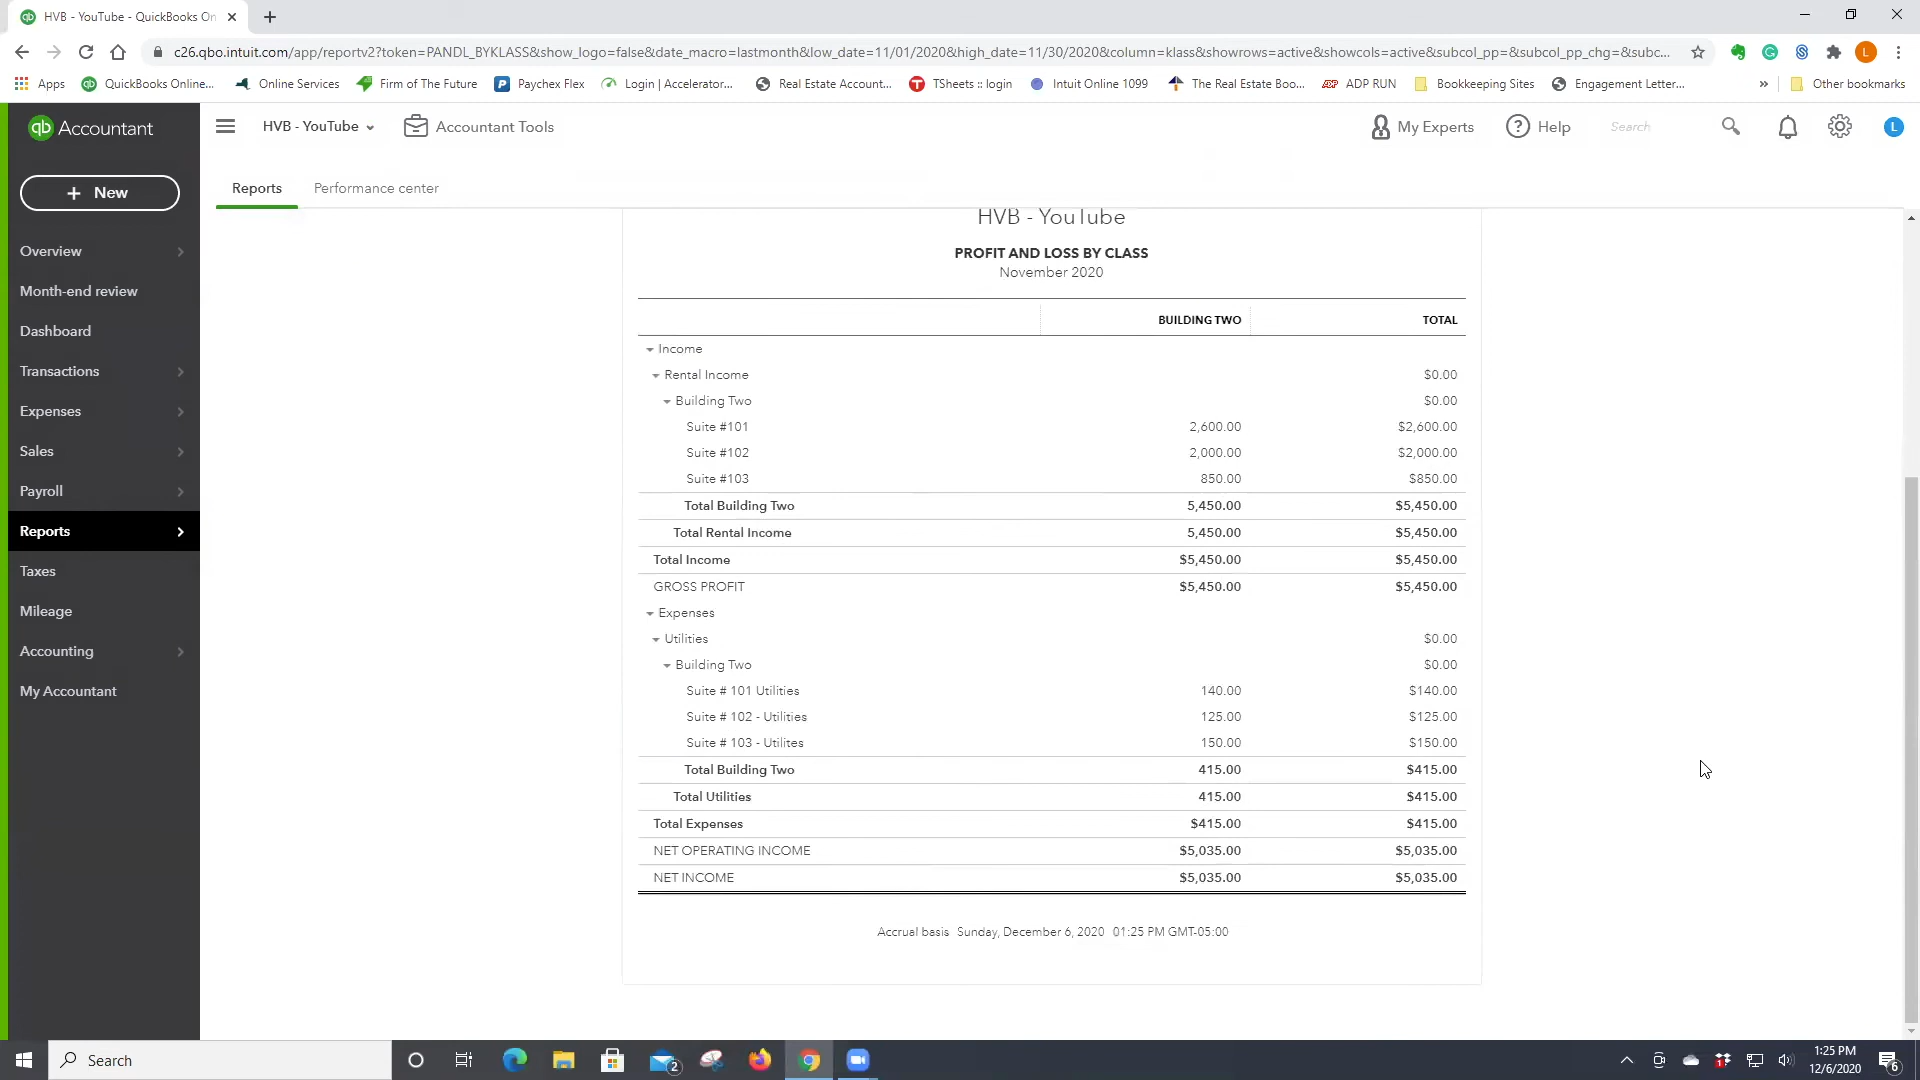 HVB - YouTube - QuickBooks On
c26.qbo.intuit.com/app/reportv2?token=PANDL_BYKLASS&show_logo=false&date_macro=lastmonth&low_date=11/01/2020&high_date=11/30/2020&column=klass&showrows=active&showcols=active&subcol_pp=&subcol_pp_chg=&subc...
L
Apps QuickBooks Online... Online Services Firm of The Future Paychex Flex Login | Accelerator... Real Estate Account... TSheets :: login Intuit Online 1099 The Real Estate Boo... ADP RUN Bookkeeping Sites Engagement Letter... » Other bookmarks
qb Accountant HVB - YouTube Accountant Tools My Experts ? Help Search L
+ New
Reports Performance center
Overview
Month-end review
Dashboard
Transactions
Expenses
Sales
Payroll
Reports
Taxes
Mileage
Accounting
My Accountant
HVB - YouTube
PROFIT AND LOSS BY CLASS
November 2020
BUILDING TWO TOTAL
Income
Rental Income $0.00
Building Two $0.00
Suite #101 2,600.00 $2,600.00
Suite #102 2,000.00 $2,000.00
Suite #103 850.00 $850.00
Total Building Two 5,450.00 $5,450.00
Total Rental Income 5,450.00 $5,450.00
Total Income $5,450.00 $5,450.00
GROSS PROFIT $5,450.00 $5,450.00
Expenses
Utilities $0.00
Building Two $0.00
Suite # 101 Utilities 140.00 $140.00
Suite # 102 - Utilities 125.00 $125.00
Suite # 103 - Utilites 150.00 $150.00
Total Building Two 415.00 $415.00
Total Utilities 415.00 $415.00
Total Expenses $415.00 $415.00
NET OPERATING INCOME $5,035.00 $5,035.00
NET INCOME $5,035.00 $5,035.00
Accrual basis Sunday, December 6, 2020 01:25 PM GMT-05:00
Search
2
1
1:25 PM
12/6/2020
6